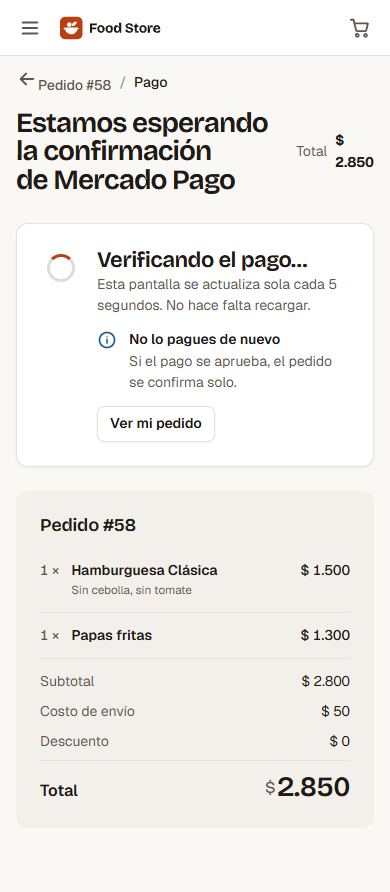 Food Store
Pedido #58 / Pago
Estamos esperando
la confirmación
de Mercado Pago
Total $
2.850
Verificando el pago...
Esta pantalla se actualiza sola cada 5
segundos. No hace falta recargar.
No lo pagues de nuevo
Si el pago se aprueba, el pedido
se confirma solo.
Ver mi pedido
Pedido #58
1 × Hamburguesa Clásica $ 1.500
Sin cebolla, sin tomate
1 × Papas fritas $ 1.300
Subtotal $ 2.800
Costo de envío $ 50
Descuento $ 0
Total $2.850